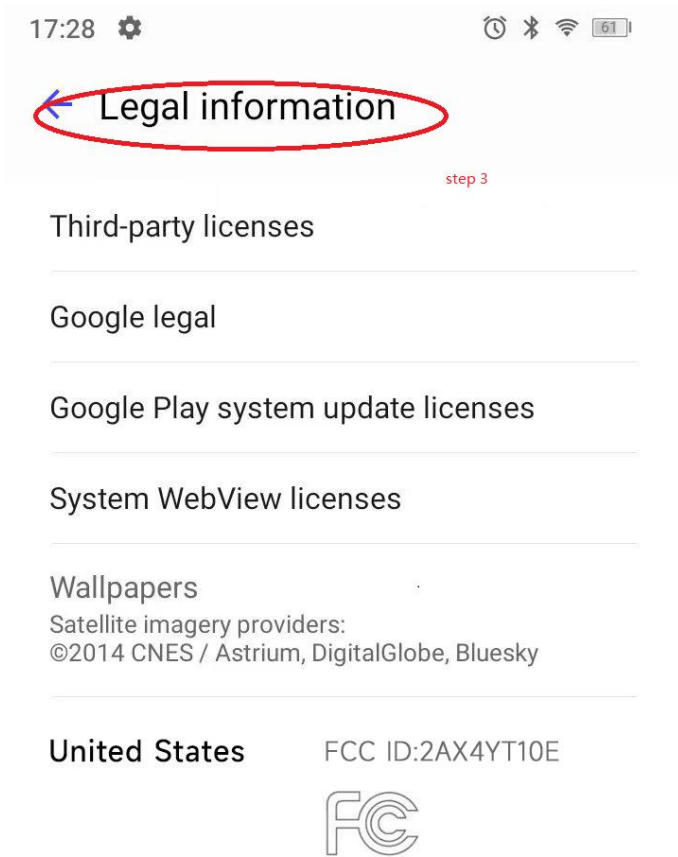 17:28
61
Legal information
step 3
Third-party licenses
Google legal
Google Play system update licenses
System WebView licenses
Wallpapers
Satellite imagery providers:
©2014 CNES / Astrium, DigitalGlobe, Bluesky
United States FCC ID:2AX4YT10E
FC